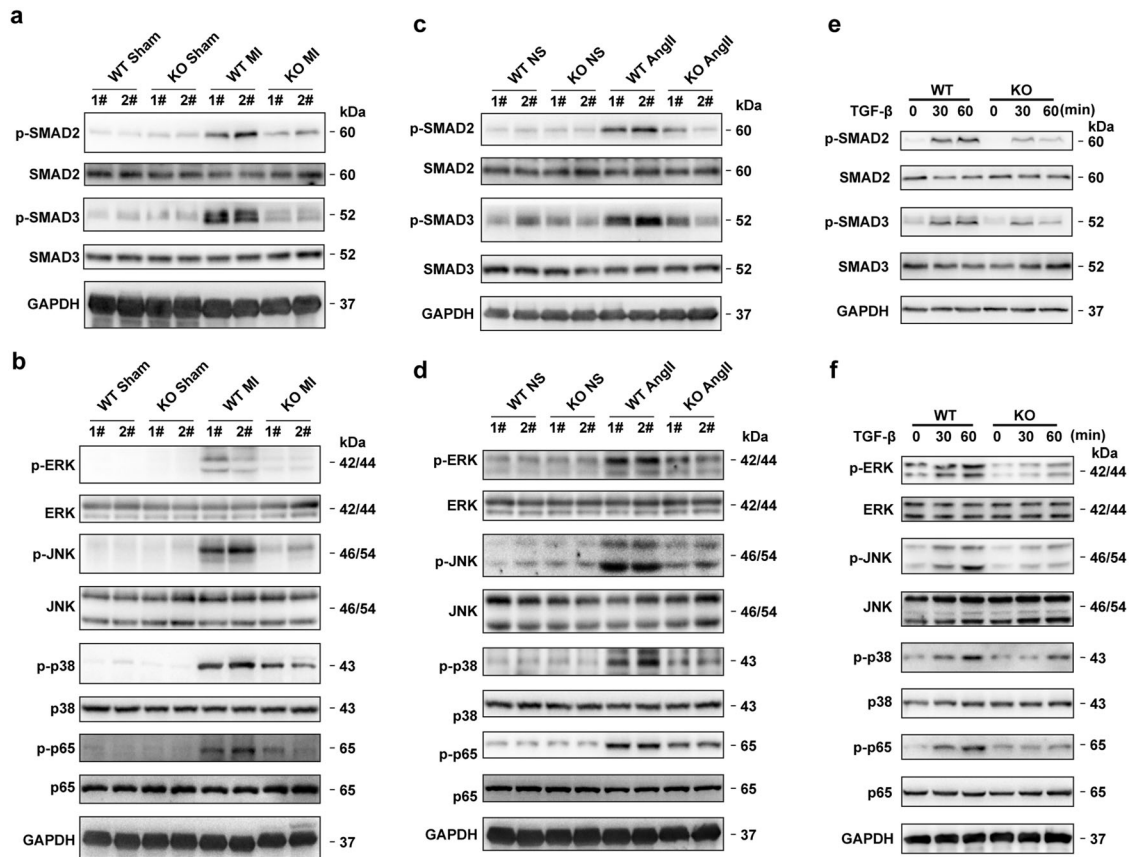 a
WT Sham KO Sham WT MI KO MI
1# 2# 1# 2# 1# 2# 1# 2# kDa
p-SMAD2 - 60
SMAD2 - 60
p-SMAD3 - 52
SMAD3 - 52
GAPDH - 37
b
WT Sham KO Sham WT MI KO MI
1# 2# 1# 2# 1# 2# 1# 2# kDa
p-ERK - 42/44
ERK - 42/44
p-JNK - 46/54
JNK - 46/54
p-p38 - 43
p38 - 43
p-p65 - 65
p65 - 65
GAPDH - 37
c
WT NS KO NS WT AngII KO AngII
1# 2# 1# 2# 1# 2# 1# 2# kDa
p-SMAD2 - 60
SMAD2 - 60
p-SMAD3 - 52
SMAD3 - 52
GAPDH - 37
d
WT NS KO NS WT AngII KO AngII
1# 2# 1# 2# 1# 2# 1# 2# kDa
p-ERK - 42/44
ERK - 42/44
p-JNK - 46/54
JNK - 46/54
p-p38 - 43
p38 - 43
p-p65 - 65
p65 - 65
GAPDH - 37
e
WT KO
TGF-β 0 30 60 0 30 60 (min)
kDa
p-SMAD2 - 60
SMAD2 - 60
p-SMAD3 - 52
SMAD3 - 52
GAPDH - 37
f
WT KO
TGF-β 0 30 60 0 30 60 (min)
kDa
p-ERK - 42/44
ERK - 42/44
p-JNK - 46/54
JNK - 46/54
p-p38 - 43
p38 - 43
p-p65 - 65
p65 - 65
GAPDH - 37